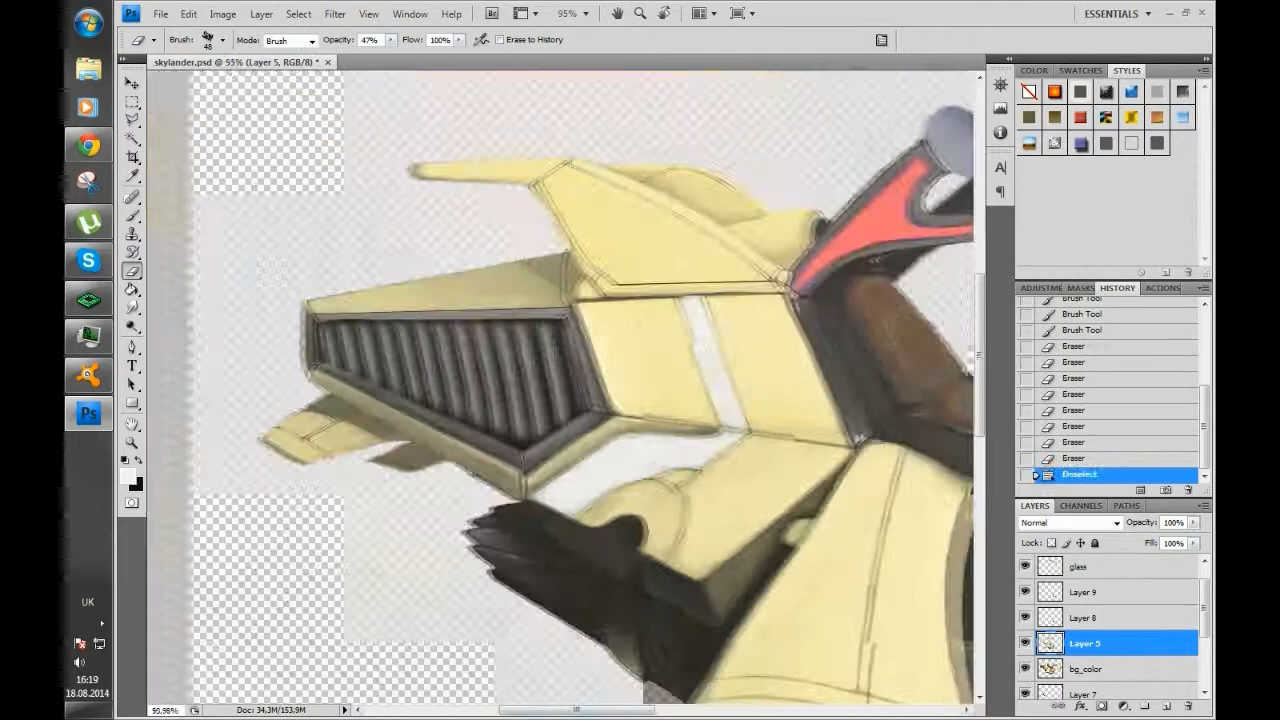 Ps File Edit Image Layer Select Filter Analysis View Window Help Br 95% ESSENTIALS
Brush: 48 Mode: Brush Opacity: 47% Flow: 100% Erase to History
skylander.psd @ 95% (Layer 5, RGB/8) *
COLOR SWATCHES STYLES
ADJUSTME MASKS HISTORY ACTIONS
Brush Tool
Brush Tool
Brush Tool
Eraser
Eraser
Eraser
Eraser
Eraser
Eraser
Eraser
Eraser
Deselect
LAYERS CHANNELS PATHS
Normal Opacity: 100%
Lock: Fill: 100%
glass
Layer 9
Layer 8
Layer 5
bg_color
Layer 7
Ps
UK
16:19
18.08.2014
Doc: 34,3M/153,9M